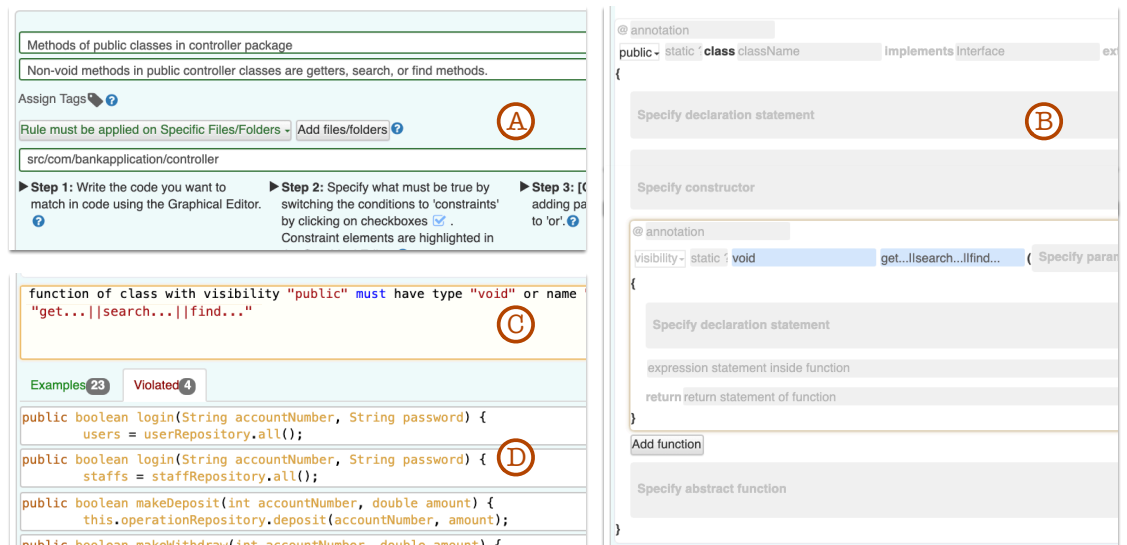 Methods of public classes in controller package
Non-void methods in public controller classes are getters, search, or find methods.
Assign Tags ?
Rule must be applied on Specific Files/Folders Add files/folders ?
A
src/com/bankapplication/controller
Step 1: Write the code you want to
match in code using the Graphical Editor.
?
Step 2: Specify what must be true by
switching the conditions to 'constraints'
by clicking on checkboxes .
Constraint elements are highlighted in
Step 3: [
adding pa
to 'or'. ?
function of class with visibility "public" must have type "void" or name "
"get...||search...||find..."
C
Examples 23 Violated 4
public boolean login(String accountNumber, String password) {
users = userRepository.all();
D
public boolean login(String accountNumber, String password) {
staffs = staffRepository.all();
public boolean makeDeposit(int accountNumber, double amount) {
this.operationRepository.deposit(accountNumber, amount);
public boolean makeWithdraw(int accountNumber, double amount) {
@ annotation
public static ? class className implements Interface ex
{
Specify declaration statement
B
Specify constructor
@ annotation
visibility static ? void get...||search...||find... ( Specify param
{
Specify declaration statement
expression statement inside function
return return statement of function
}
Add function
Specify abstract function
}